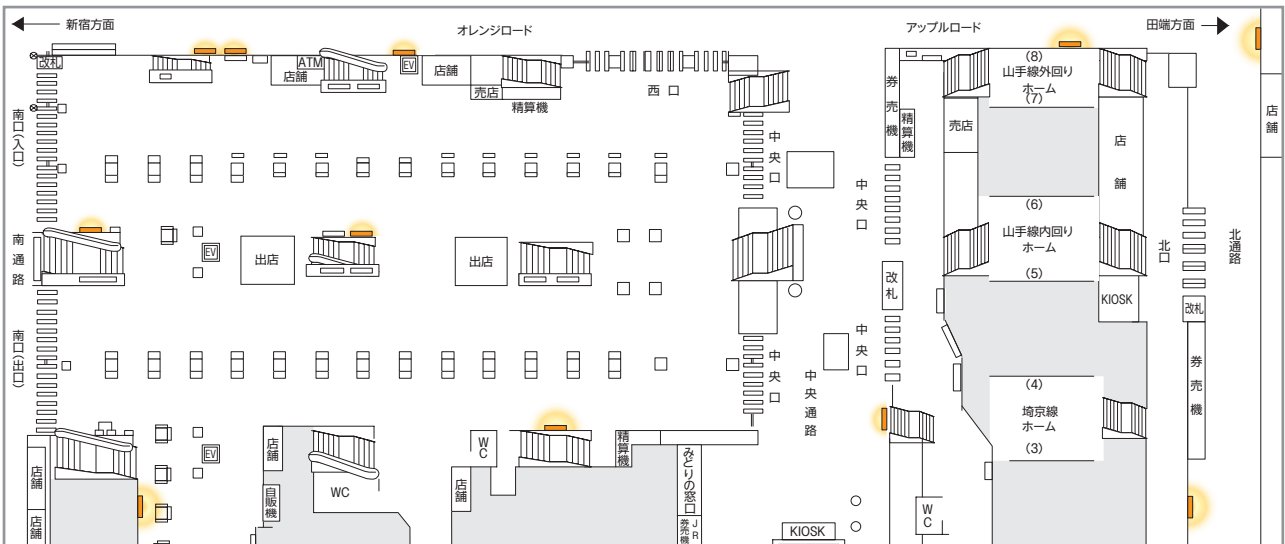 新宿方面
オレンジロード
アップルロード
田端方面
改札
ATM
店舗
EV
店舗
売店
精算機
西口
南口(入口)
中央口
券売機
精算機
中央口
(8)
山手線外回り
ホーム
(7)
売店
店舗
店舗
南通路
EV
出店
出店
(6)
山手線内回り
ホーム
(5)
北口
北通路
改札
KIOSK
改札
南口(出口)
中央口
中央通路
中央口
(4)
埼京線
ホーム
(3)
券売機
店舗
店舗
EV
店舗
自販機
WC
WC
店舗
精算機
みどりの窓口
JR
券売機
KIOSK
WC